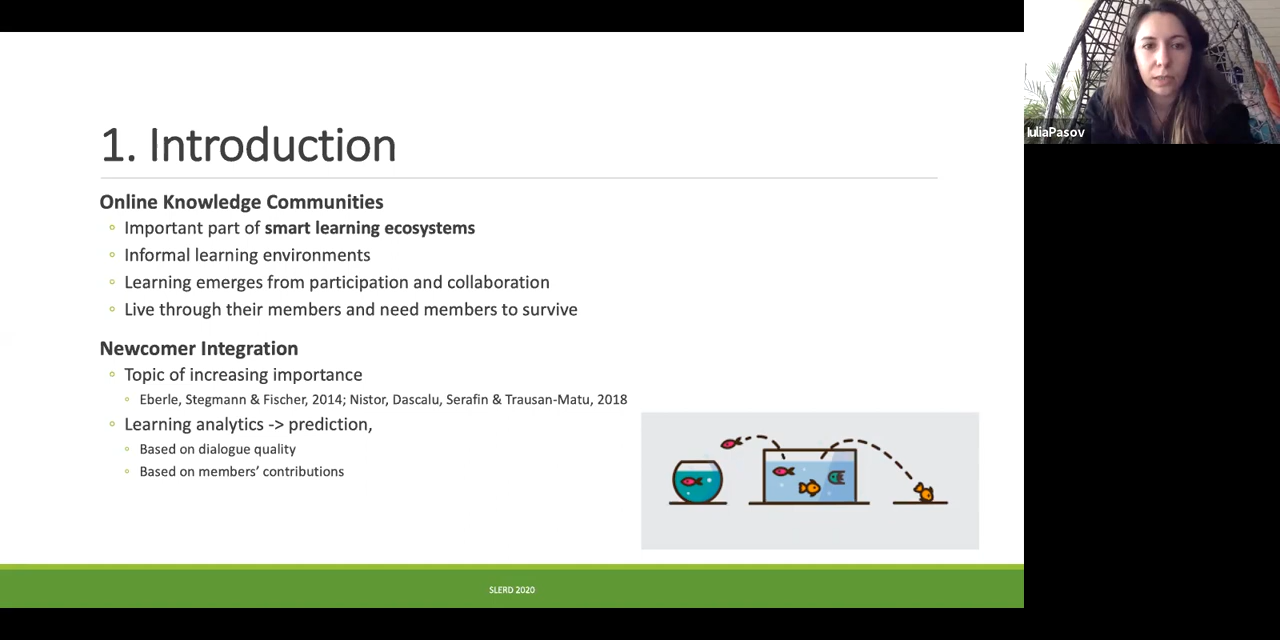 1. Introduction
IuliaPasov
Online Knowledge Communities
Important part of smart learning ecosystems
Informal learning environments
Learning emerges from participation and collaboration
Live through their members and need members to survive
Newcomer Integration
Topic of increasing importance
Eberle, Stegmann & Fischer, 2014; Nistor, Dascalu, Serafin & Trausan-Matu, 2018
Learning analytics -> prediction,
Based on dialogue quality
Based on members’ contributions
SLERD 2020